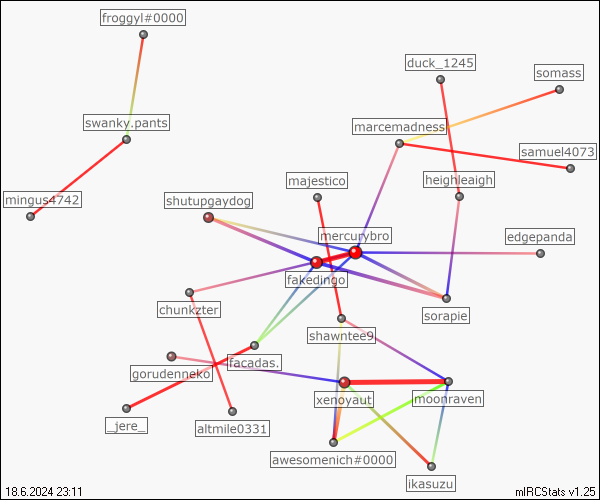 froggyl#0000
duck_1245
somass
swanky.pants
marcemadness
samuel4073
majestico
heighleaigh
mingus4742
shutupgaydog
mercurybro
edgepanda
fakedingo
chunkzter
sorapie
shawntee9
facadas.
gorudenneko
xenoyaut
moonraven
_jere_
altmile0331
awesomenich#0000
ikasuzu
18.6.2024 23:11
mIRCStats v1.25